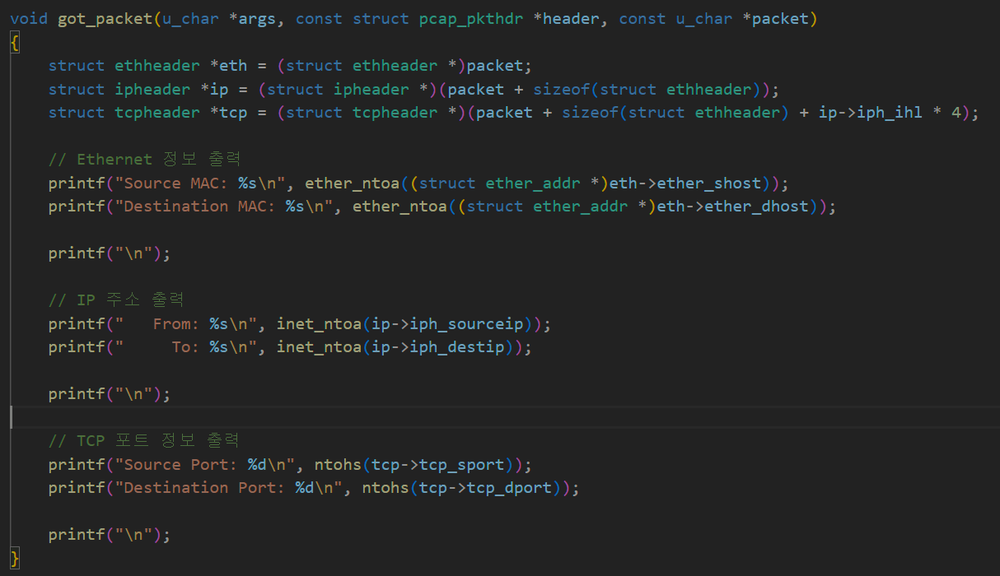 void got_packet(u_char *args, const struct pcap_pkthdr *header, const u_char *packet)
{
    struct ethheader *eth = (struct ethheader *)packet;
    struct ipheader *ip = (struct ipheader *)(packet + sizeof(struct ethheader));
    struct tcpheader *tcp = (struct tcpheader *)(packet + sizeof(struct ethheader) + ip->iph_ihl * 4);

    // Ethernet 정보 출력
    printf("Source MAC: %s\n", ether_ntoa((struct ether_addr *)eth->ether_shost));
    printf("Destination MAC: %s\n", ether_ntoa((struct ether_addr *)eth->ether_dhost));

    printf("\n");

    // IP 주소 출력
    printf("   From: %s\n", inet_ntoa(ip->iph_sourceip));
    printf("     To: %s\n", inet_ntoa(ip->iph_destip));

    printf("\n");

    // TCP 포트 정보 출력
    printf("Source Port: %d\n", ntohs(tcp->tcp_sport));
    printf("Destination Port: %d\n", ntohs(tcp->tcp_dport));

    printf("\n");
}